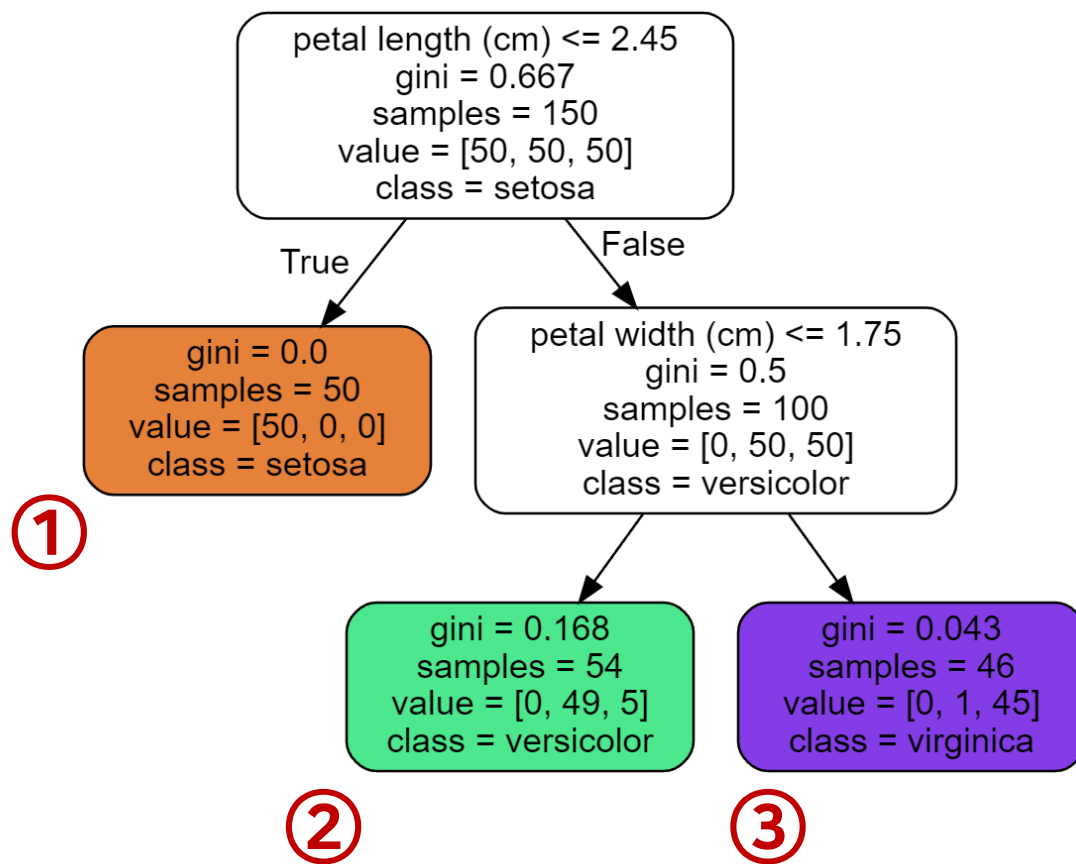 petal length (cm) <= 2.45
gini = 0.667
samples = 150
value = [50, 50, 50]
class = setosa
True
False
gini = 0.0
samples = 50
value = [50, 0, 0]
class = setosa
①
petal width (cm) <= 1.75
gini = 0.5
samples = 100
value = [0, 50, 50]
class = versicolor
gini = 0.168
samples = 54
value = [0, 49, 5]
class = versicolor
②
gini = 0.043
samples = 46
value = [0, 1, 45]
class = virginica
③